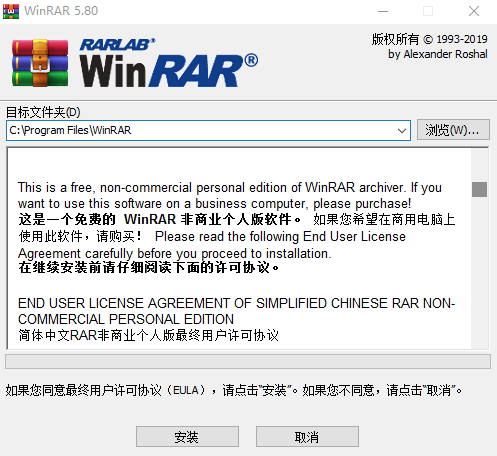 WinRAR 5.80
RARLAB®
WinRAR®
版权所有 © 1993-2019
by Alexander Roshal
目标文件夹(D)
C:\Program Files\WinRAR
浏览(W)...
This is a free, non-commercial personal edition of WinRAR archiver. If you
want to use this software on a business computer, please purchase!
这是一个免费的 WinRAR 非商业个人版软件。 如果您希望在商用电脑上
使用此软件，请购买！ Please read the following End User License
Agreement carefully before you proceed to installation.
在继续安装前请仔细阅读下面的许可协议。
END USER LICENSE AGREEMENT OF SIMPLIFIED CHINESE RAR NON-
COMMERCIAL PERSONAL EDITION
简体中文RAR非商业个人版最终用户许可协议
如果您同意最终用户许可协议（EULA），请点击“安装”。如果您不同意，请点击“取消”。
安装
取消